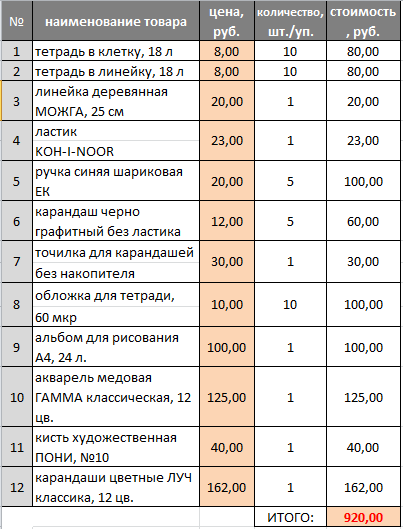 № наименование товара цена, руб. количество, шт./уп. стоимость , руб.
1 тетрадь в клетку, 18 л 8,00 10 80,00
2 тетрадь в линейку, 18 л 8,00 10 80,00
3 линейка деревянная МОЖГА, 25 см 20,00 1 20,00
4 ластик KOH-I-NOOR 23,00 1 23,00
5 ручка синяя шариковая ЕК 20,00 5 100,00
6 карандаш черно графитный без ластика 12,00 5 60,00
7 точилка для карандашей без накопителя 30,00 1 30,00
8 обложка для тетради, 60 мкр 10,00 10 100,00
9 альбом для рисования А4, 24 л. 100,00 1 100,00
10 акварель медовая ГАММА классическая, 12 цв. 125,00 1 125,00
11 кисть художественная ПОНИ, №10 40,00 1 40,00
12 карандаши цветные ЛУЧ классика, 12 цв. 162,00 1 162,00
ИТОГО: 920,00